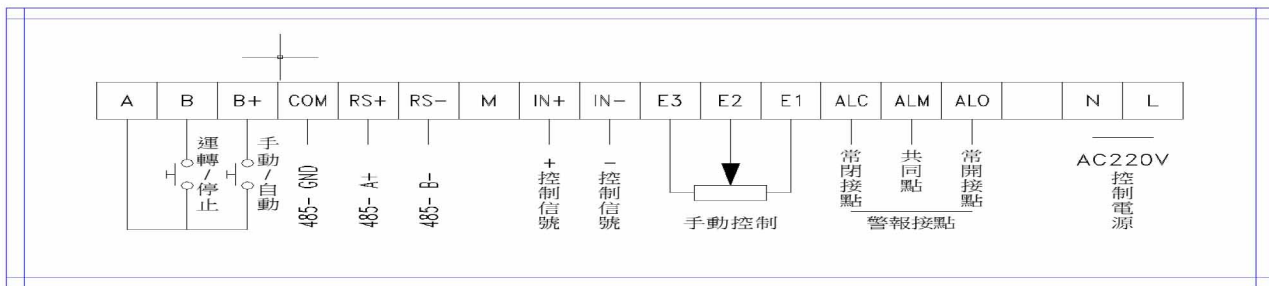 A B B+ COM RS+ RS- M IN+ IN- E3 E2 E1 ALC ALM ALO N L
運轉/停止
手動/自動
485- GND
485- A+
485- B-
+控制信號
-控制信號
手動控制
常閉接點
共同點
常開接點
警報接點
AC220V
控制電源